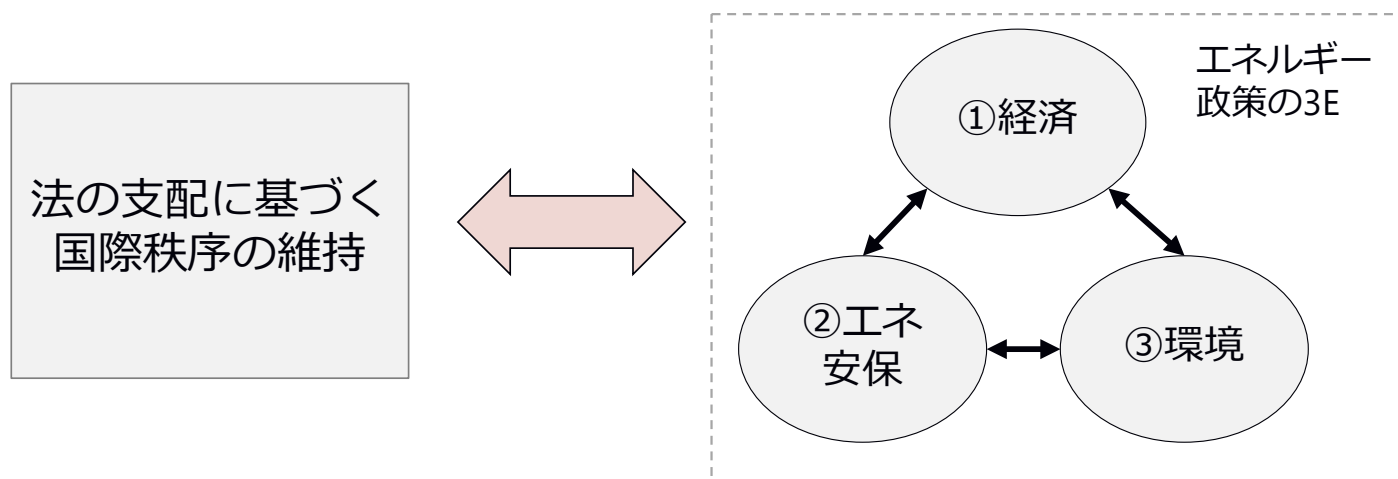 法の支配に基づく
国際秩序の維持
エネルギー
政策の3E
①経済
②エネ
安保
③環境